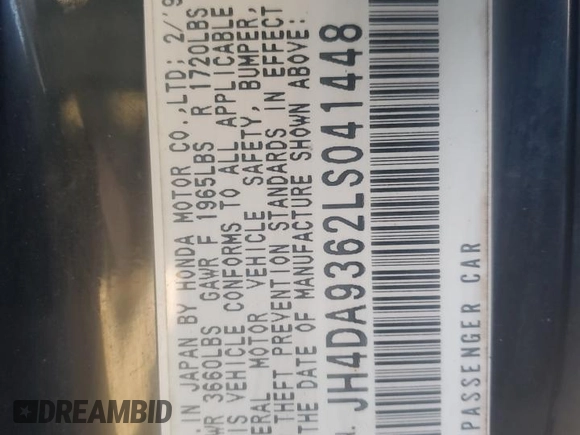 IN JAPAN BY HONDA MOTOR CO.,LTD; 2/'9
WR 3660LBS GAWR F 1965LBS R 1720LBS
IS VEHICLE CONFORMS TO ALL APPLICABLE
ERAL MOTOR VEHICLE SAFETY, BUMPER,
THEFT PREVENTION STANDARDS IN EFFECT
THE DATE OF MANUFACTURE SHOWN ABOVE:
JH4DA9362LS041448
PASSENGER CAR
DREAMBID